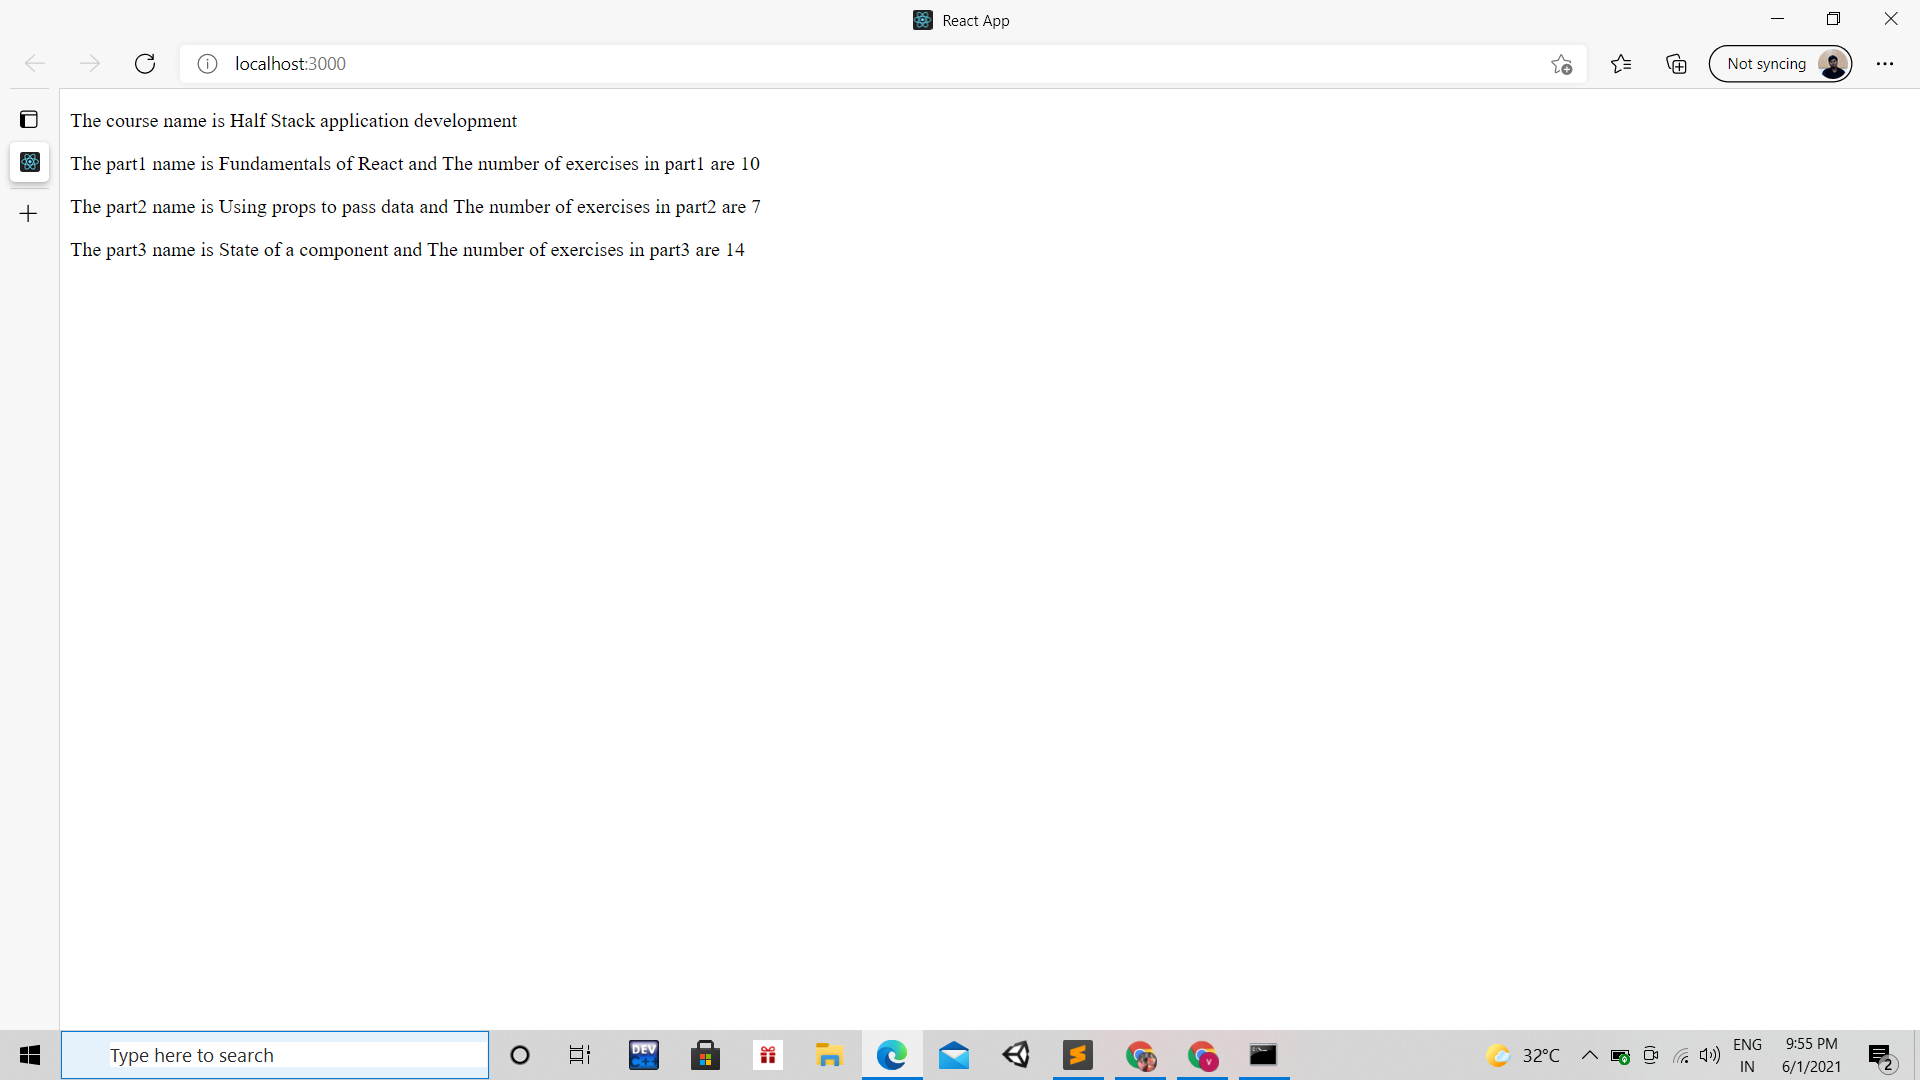 React App
localhost:3000
Not syncing
The course name is Half Stack application development
The part1 name is Fundamentals of React and The number of exercises in part1 are 10
The part2 name is Using props to pass data and The number of exercises in part2 are 7
The part3 name is State of a component and The number of exercises in part3 are 14
Type here to search
DEV
C++
S
v
32°C
ENG
IN
9:55 PM
6/1/2021
2